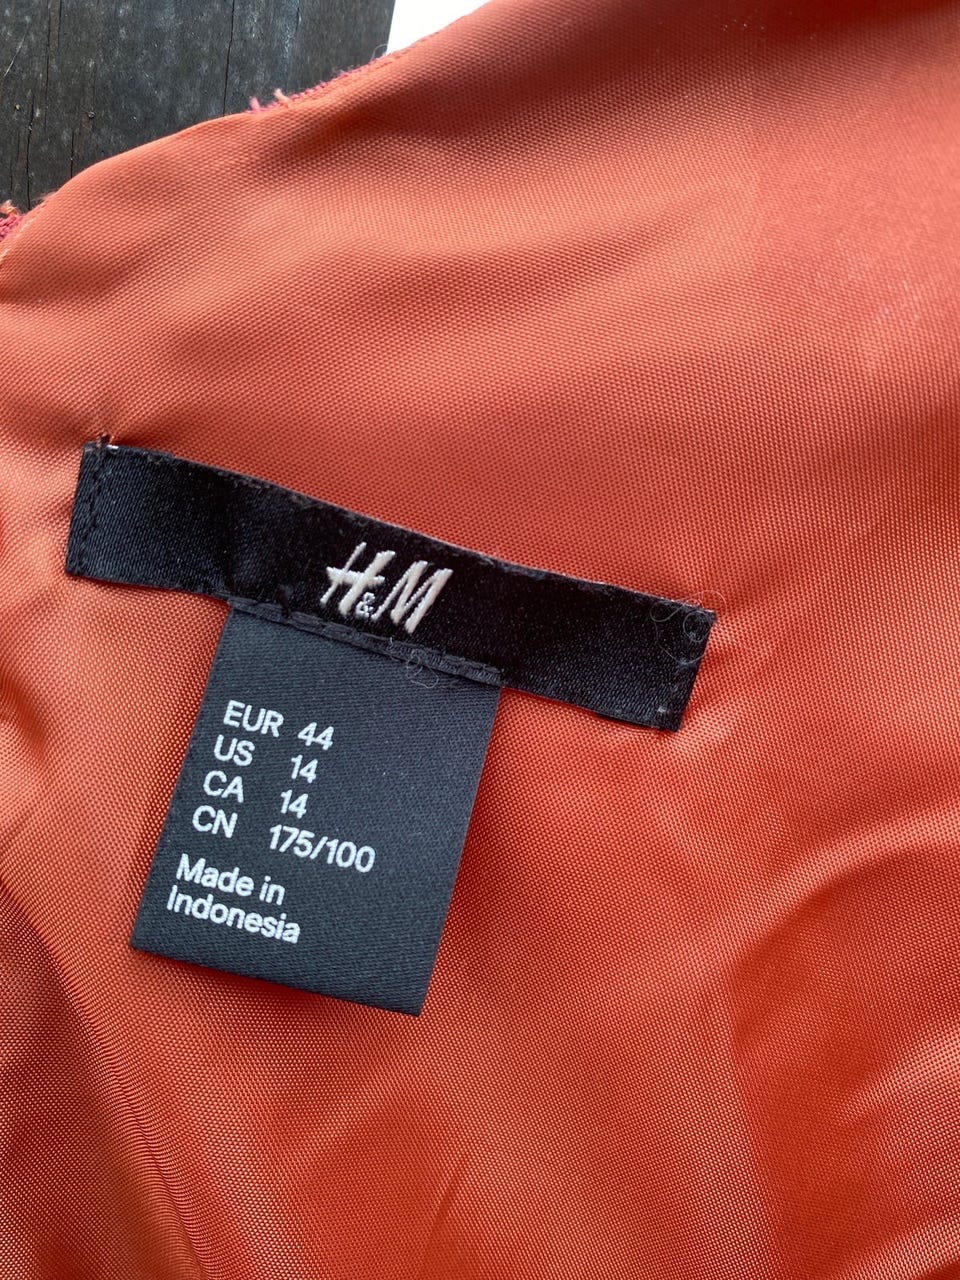 H&M
EUR 44
US 14
CA 14
CN 175/100
Made in
Indonesia